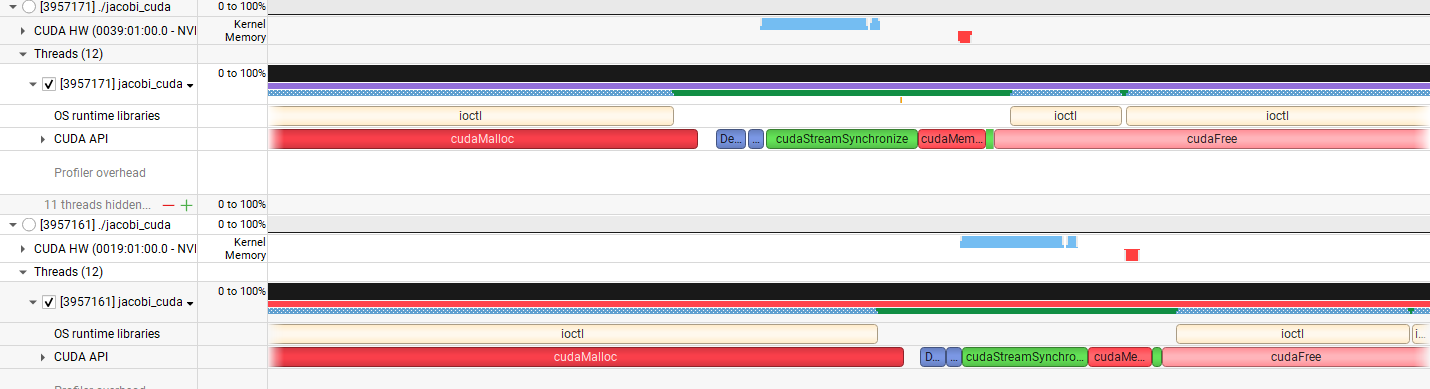 [3957171] ./jacobi_cuda 0 to 100%
CUDA HW (0039:01:00.0 - NVI Kernel
Memory
Threads (12)
[3957171] jacobi_cuda 0 to 100%
OS runtime libraries ioctl ioctl ioctl
CUDA API cudaMalloc De... ... cudaStreamSynchronize cudaMem... cudaFree
Profiler overhead
11 threads hidden... 0 to 100%
[3957161] ./jacobi_cuda 0 to 100%
CUDA HW (0019:01:00.0 - NVI Kernel
Memory
Threads (12)
[3957161] jacobi_cuda 0 to 100%
OS runtime libraries ioctl ioctl i...
CUDA API cudaMalloc D... ... cudaStreamSynchro... cudaMe... cudaFree
Profiler overhead